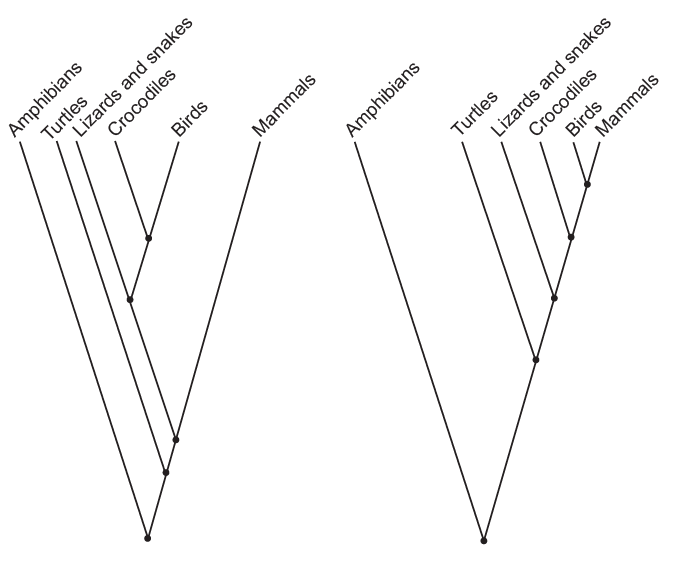 Amphibians
Turtles
Lizards and snakes
Crocodiles
Birds
Mammals
Amphibians
Turtles
Lizards and snakes
Crocodiles
Birds
Mammals